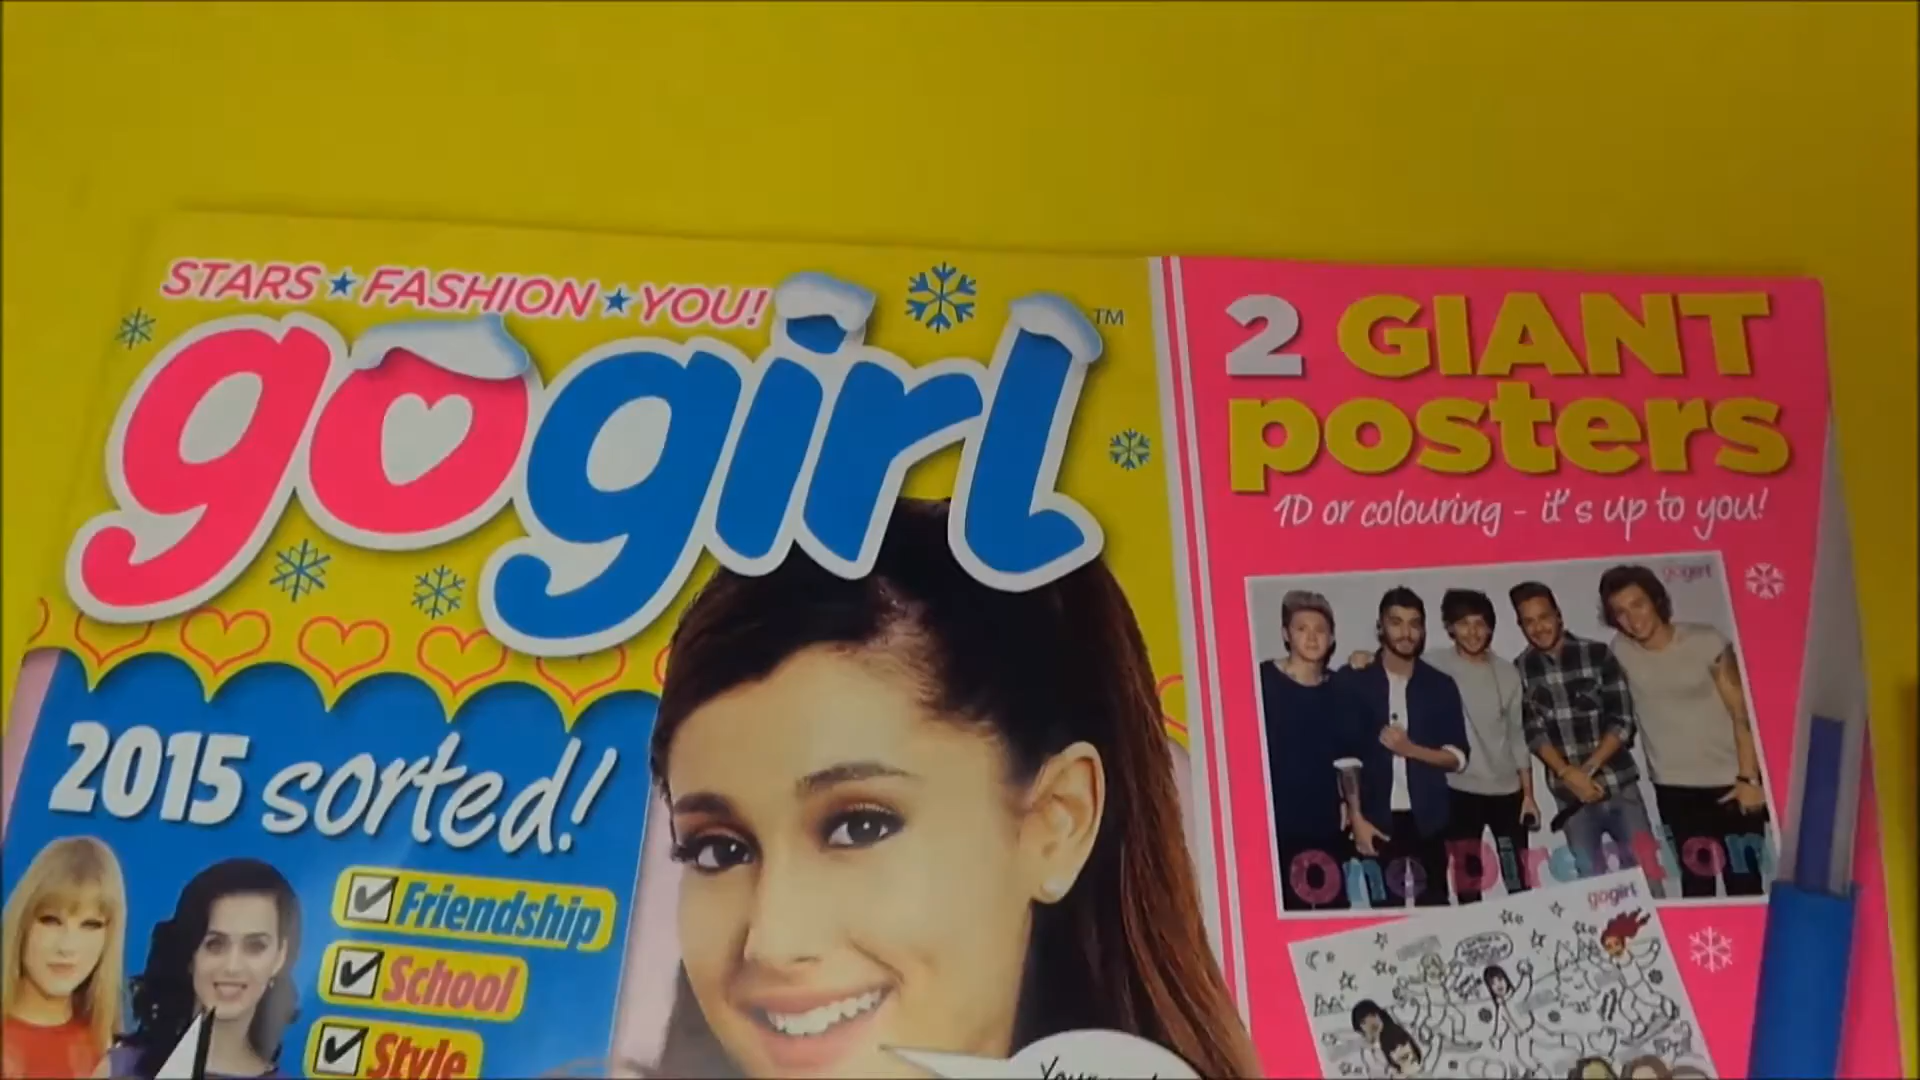 STARS ★ FASHION ★ YOU!
gogirl
TM
2015 sorted!
Friendship
School
Style
2 GIANT
posters
1D or colouring - it's up to you!
gogirl
One Direction
gogirl